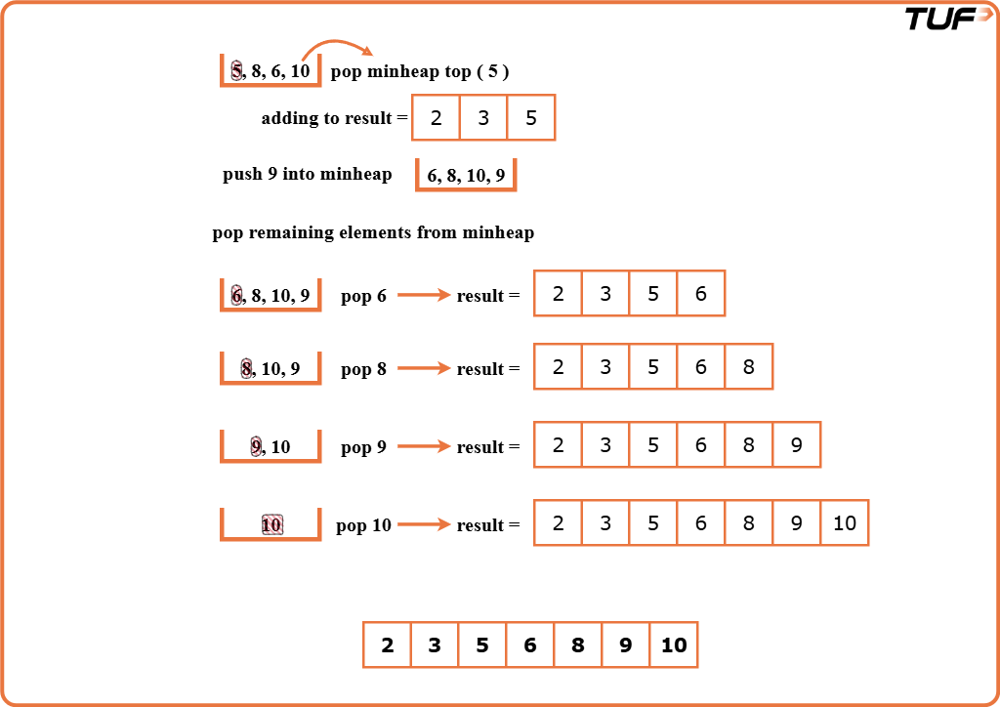 TUF
5, 8, 6, 10 pop minheap top ( 5 )
adding to result = 2 3 5
push 9 into minheap 6, 8, 10, 9
pop remaining elements from minheap
6, 8, 10, 9 pop 6 result = 2 3 5 6
8, 10, 9 pop 8 result = 2 3 5 6 8
9, 10 pop 9 result = 2 3 5 6 8 9
10 pop 10 result = 2 3 5 6 8 9 10
2 3 5 6 8 9 10